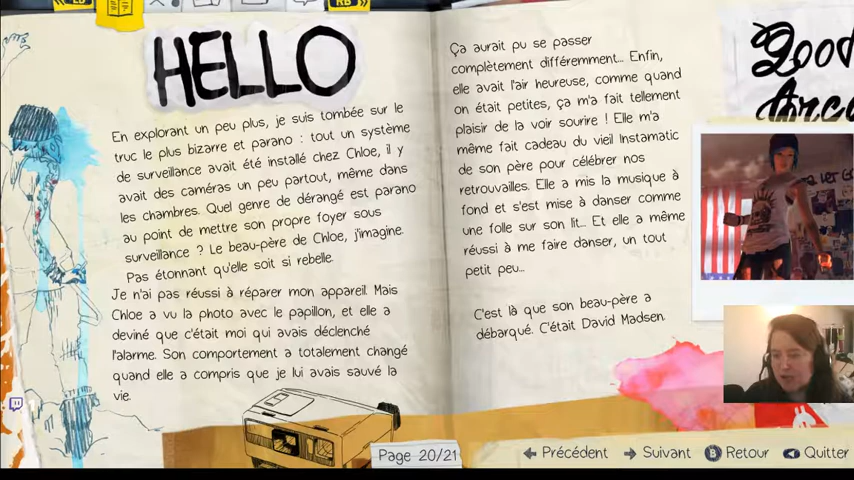 LB
RB
HELLO
En explorant un peu plus, je suis tombée sur le
truc le plus bizarre et parano : tout un système
de surveillance avait été installé chez Chloe, il y
avait des caméras un peu partout, même dans
les chambres. Quel genre de dérangé est parano
au point de mettre son propre foyer sous
surveillance ? Le beau-père de Chloe, j'imagine.
Pas étonnant qu'elle soit si rebelle.
Je n'ai pas réussi à réparer mon appareil. Mais
Chloe a vu la photo avec le papillon, et elle a
deviné que c'était moi qui avais déclenché
l'alarme. Son comportement a totalement changé
quand elle a compris que je lui avais sauvé la
vie.
Ça aurait pu se passer
complètement différemment... Enfin,
elle avait l'air heureuse, comme quand
on était petites, ça m'a fait tellement
plaisir de la voir sourire ! Elle m'a
même fait cadeau du vieil Instamatic
de son père pour célébrer nos
retrouvailles. Elle a mis la musique à
fond et s'est mise à danser comme
une folle sur son lit... Et elle a même
réussi à me faire danser, un tout
petit peu...
C'est là que son beau-père a
débarqué. C'était David Madsen.
Good
Page 20/21
Précédent
Suivant
B Retour
Quitter